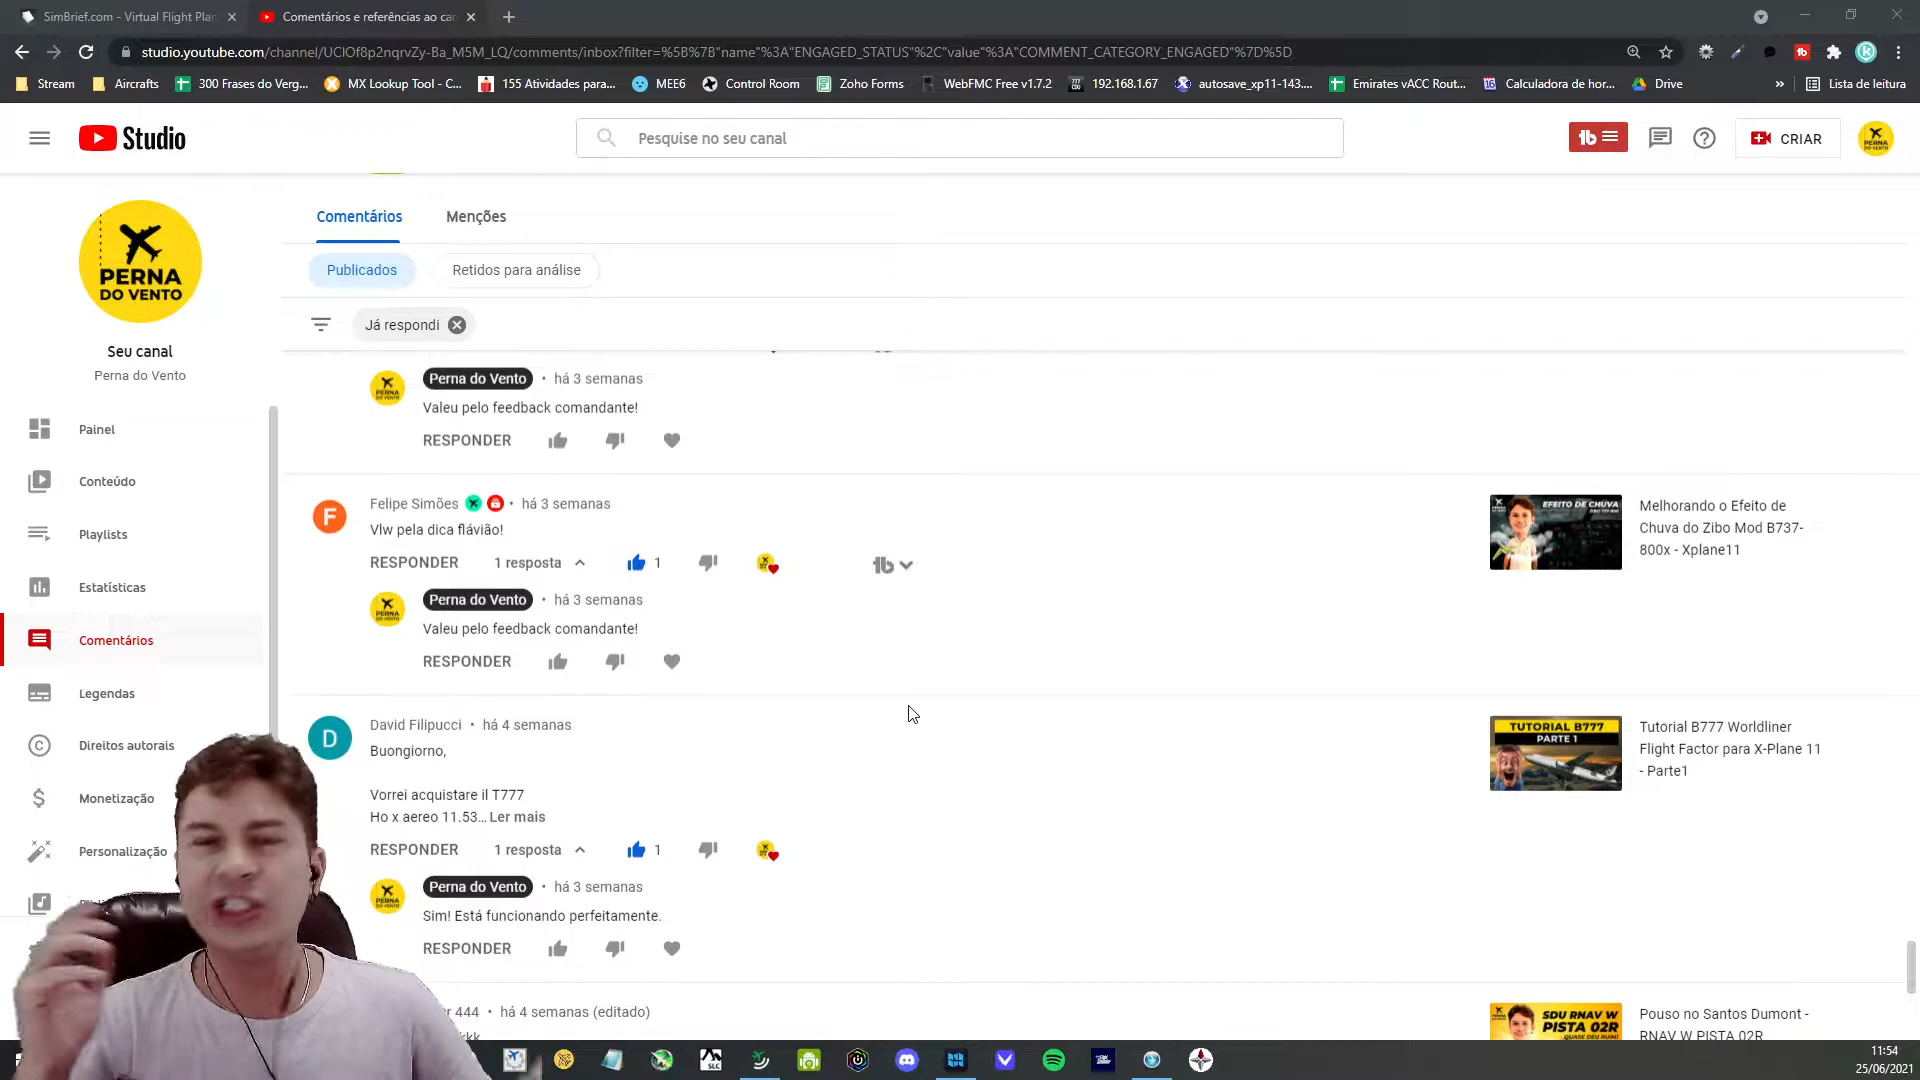 SimBrief.com - Virtual Flight Pla
Comentários e referências ao ca
studio.youtube.com/channel/UCIOf8p2nqrvZy-Ba_M5M_LQ/comments/inbox?filter=%5B%7B"name"%3A"ENGAGED_STATUS"%2C"value"%3A"COMMENT_CATEGORY_ENGAGED"%7D%5D
Stream Aircrafts 300 Frases do Verg... MX Lookup Tool - C... 155 Atividades para... MEE6 Control Room Zoho Forms WebFMC Free v1.7.2 192.168.1.67 autosave_xp11-143.... Emirates vACC Rout... Calculadora de hor... Drive » Lista de leitura
Studio
Pesquise no seu canal
CRIAR
PERNA
DO VENTO
Seu canal
Perna do Vento
Painel
Conteúdo
Playlists
Estatísticas
Comentários
Legendas
Direitos autorais
Monetização
Personalização
Comentários Menções
Publicados Retidos para análise
Já respondi
Perna do Vento • há 3 semanas
Valeu pelo feedback comandante!
RESPONDER
F
Felipe Simões • há 3 semanas
Vlw pela dica flávião!
RESPONDER 1 resposta 1
Perna do Vento • há 3 semanas
Valeu pelo feedback comandante!
RESPONDER
EFEITO DE CHUVA
Melhorando o Efeito de
Chuva do Zibo Mod B737-
800x - Xplane11
D
David Filipucci • há 4 semanas
Buongiorno,
Vorrei acquistare il T777
Ho x aereo 11.53... Ler mais
RESPONDER 1 resposta 1
Perna do Vento • há 3 semanas
Sim! Está funcionando perfeitamente.
RESPONDER
TUTORIAL B777
PARTE 1
Tutorial B777 Worldliner
Flight Factor para X-Plane 11
- Parte1
444 • há 4 semanas (editado)
SDU RNAV W
PISTA 02R
Pouso no Santos Dumont -
RNAV W PISTA 02R
SLC
11:54
25/06/2021